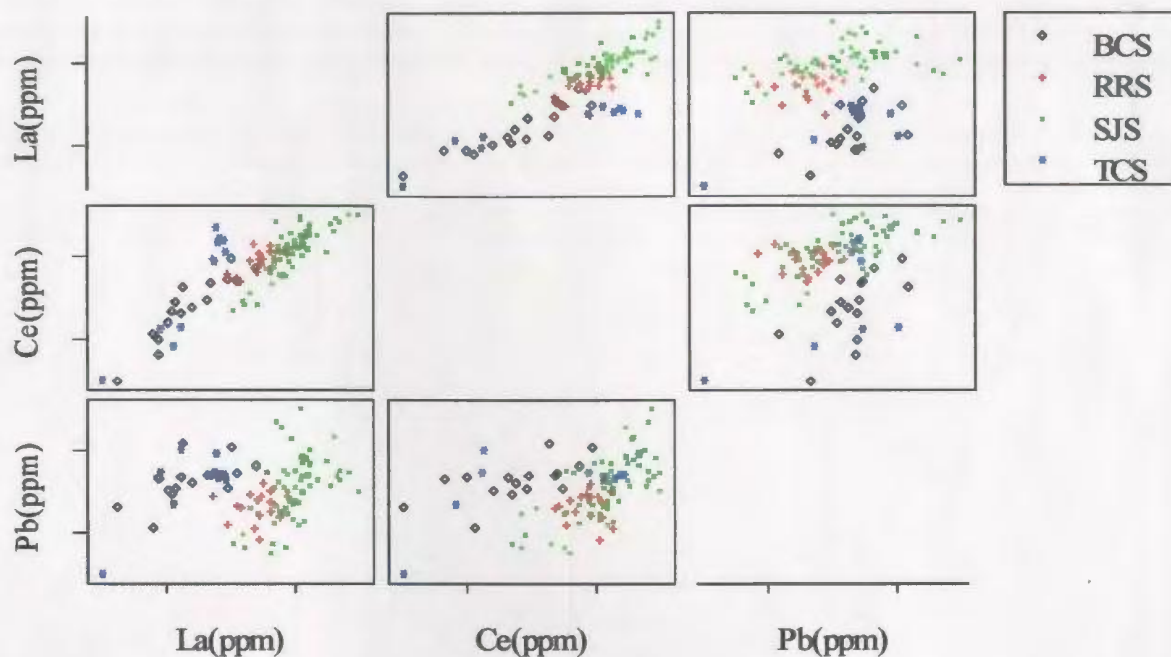 La(ppm)
BCS
RRS
SJS
TCS
Ce(ppm)
Pb(ppm)
La(ppm)
Ce(ppm)
Pb(ppm)